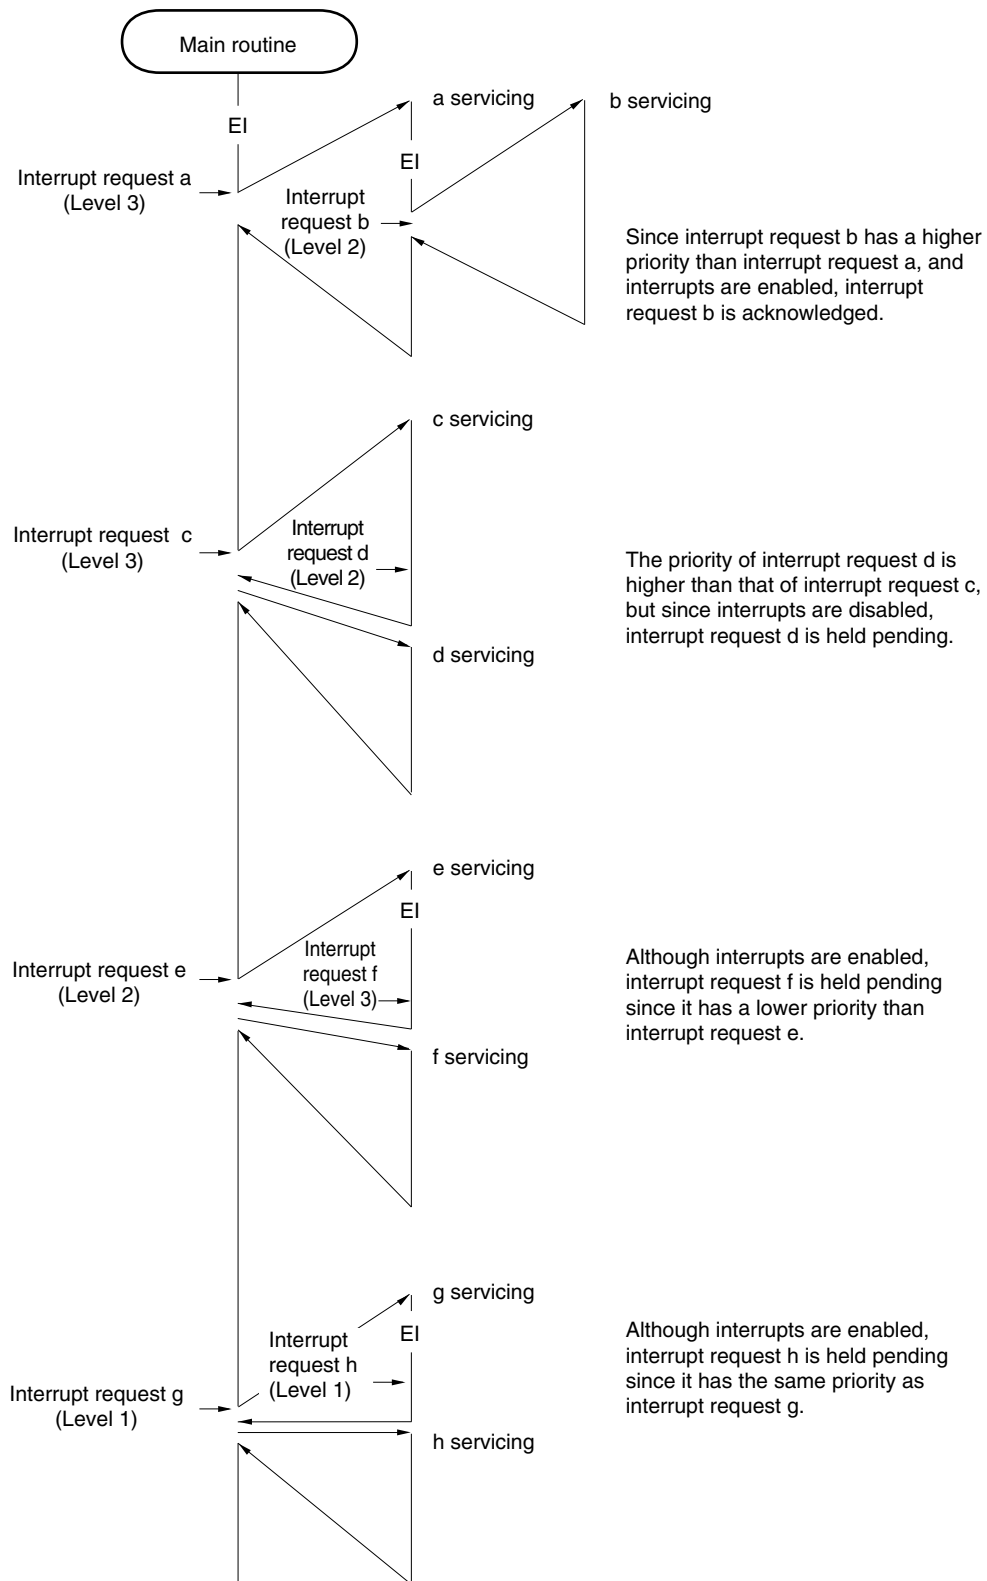 Main routine
EI
a servicing
b servicing
EI
Interrupt request a
(Level 3)
Interrupt
request b
(Level 2)
Since interrupt request b has a higher
priority than interrupt request a, and
interrupts are enabled, interrupt
request b is acknowledged.
c servicing
Interrupt request c
(Level 3)
Interrupt
request d
(Level 2)
The priority of interrupt request d is
higher than that of interrupt request c,
but since interrupts are disabled,
interrupt request d is held pending.
d servicing
e servicing
EI
Interrupt request e
(Level 2)
Interrupt
request f
(Level 3)
Although interrupts are enabled,
interrupt request f is held pending
since it has a lower priority than
interrupt request e.
f servicing
g servicing
EI
Interrupt request g
(Level 1)
Interrupt
request h
(Level 1)
Although interrupts are enabled,
interrupt request h is held pending
since it has the same priority as
interrupt request g.
h servicing